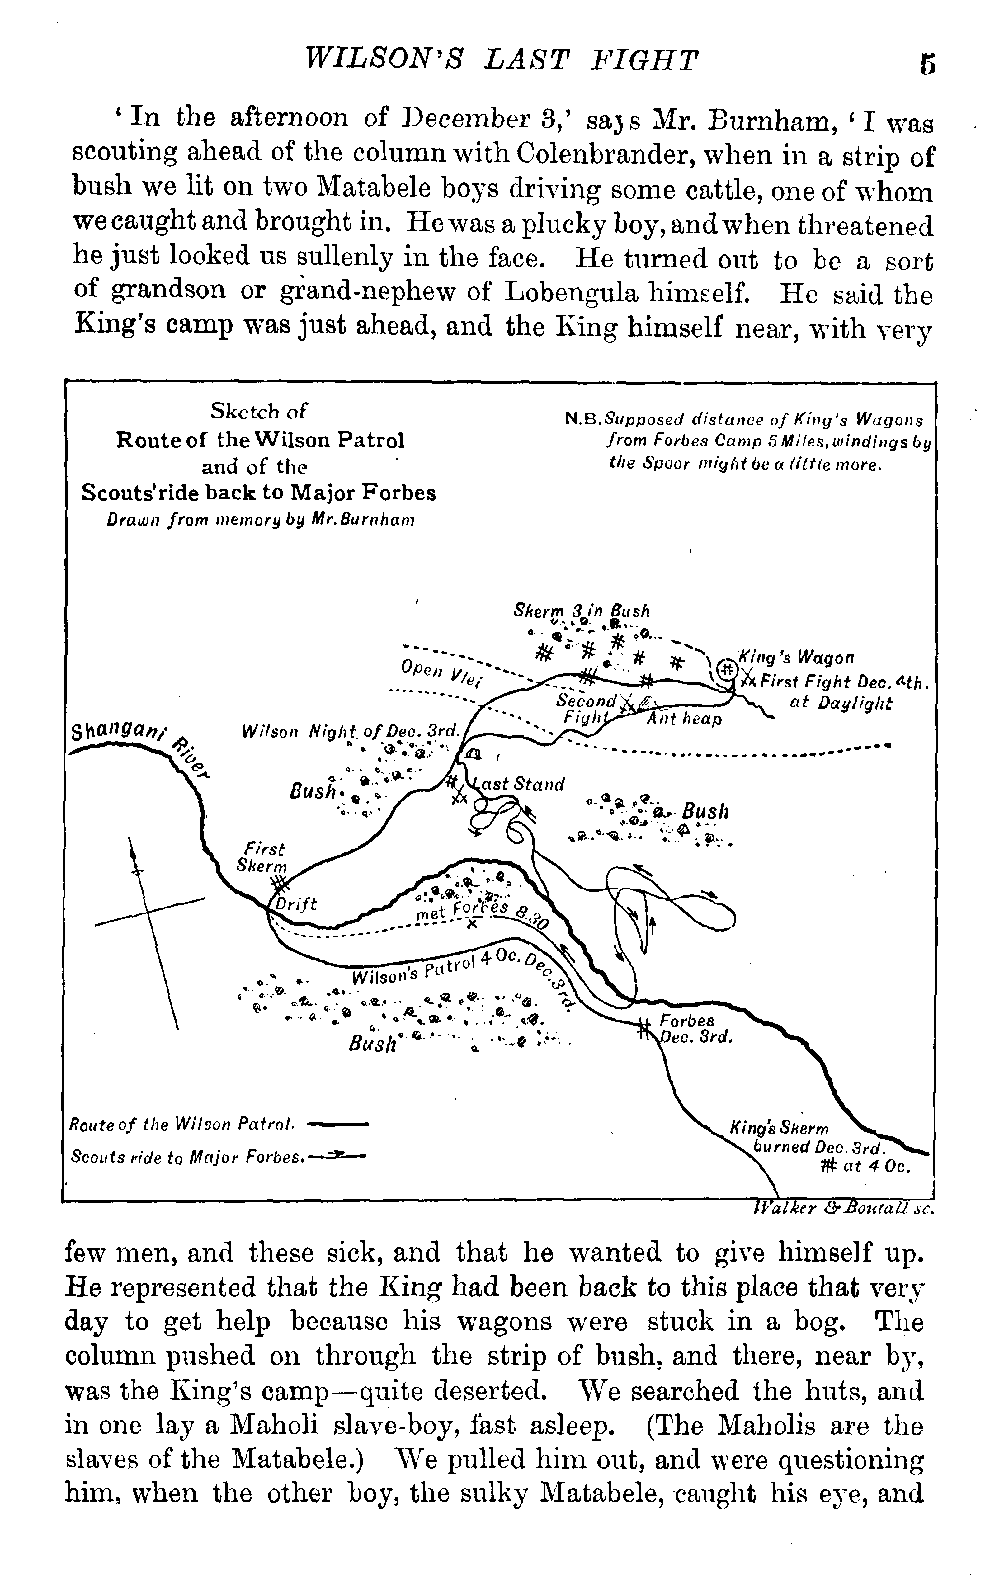 WILSON'S LAST FIGHT 5
‘In the afternoon of December 3,’ says Mr. Burnham, ‘I was
scouting ahead of the column with Colenbrander, when in a strip of
bush we lit on two Matabele boys driving some cattle, one of whom
we caught and brought in. He was a plucky boy, and when threatened
he just looked us sullenly in the face. He turned out to be a sort
of grandson or grand-nephew of Lobengula himself. He said the
King's camp was just ahead, and the King himself near, with very
Sketch of
Route of the Wilson Patrol
and of the
Scouts' ride back to Major Forbes
Drawn from memory by Mr. Burnham
N.B. Supposed distance of King's Wagons
from Forbes Camp 5 Miles, windings by
the Spoor might be a little more.
Skerm 3 in Bush
King's Wagon
Open Vlei
First Fight Dec. 4th.
at Daylight
Second
Fight
Ant heap
Shangani River
Wilson Night of Dec. 3rd.
Bush
Last Stand
Bush
First
Skerm
Drift
met Forbes 8.30
Wilson's Patrol 4 Oc. Dec. 3rd.
Bush
Forbes
Dec. 3rd.
Route of the Wilson Patrol.
Scouts ride to Major Forbes.
King's Skerm
burned Dec. 3rd.
at 4 Oc.
Walker & Boutall sc.
few men, and these sick, and that he wanted to give himself up.
He represented that the King had been back to this place that very
day to get help because his wagons were stuck in a bog. The
column pushed on through the strip of bush, and there, near by,
was the King's camp—quite deserted. We searched the huts, and
in one lay a Maholi slave-boy, fast asleep. (The Maholis are the
slaves of the Matabele.) We pulled him out, and were questioning
him, when the other boy, the sulky Matabele, caught his eye, and